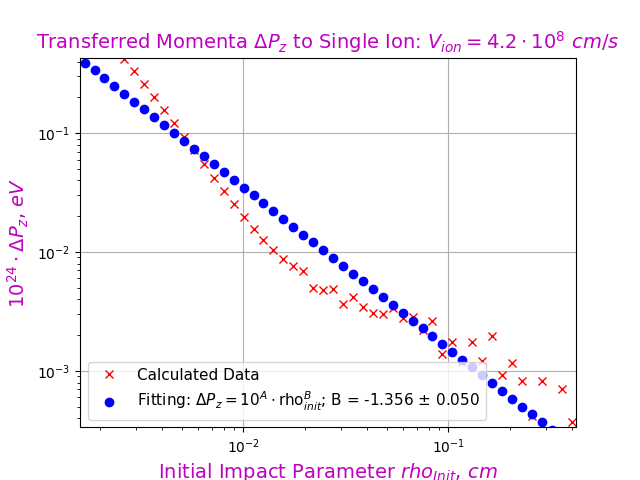 Transferred Momenta ΔP_z to Single Ion: V_ion = 4.2 · 10^8 cm/s
10^24 · ΔP_z, eV
10^−1
10^−2
10^−3
Calculated Data
Fitting: ΔP_z = 10^A · rho_init^B; B = -1.356 ± 0.050
10^−2 10^−1
Initial Impact Parameter rho_Init, cm